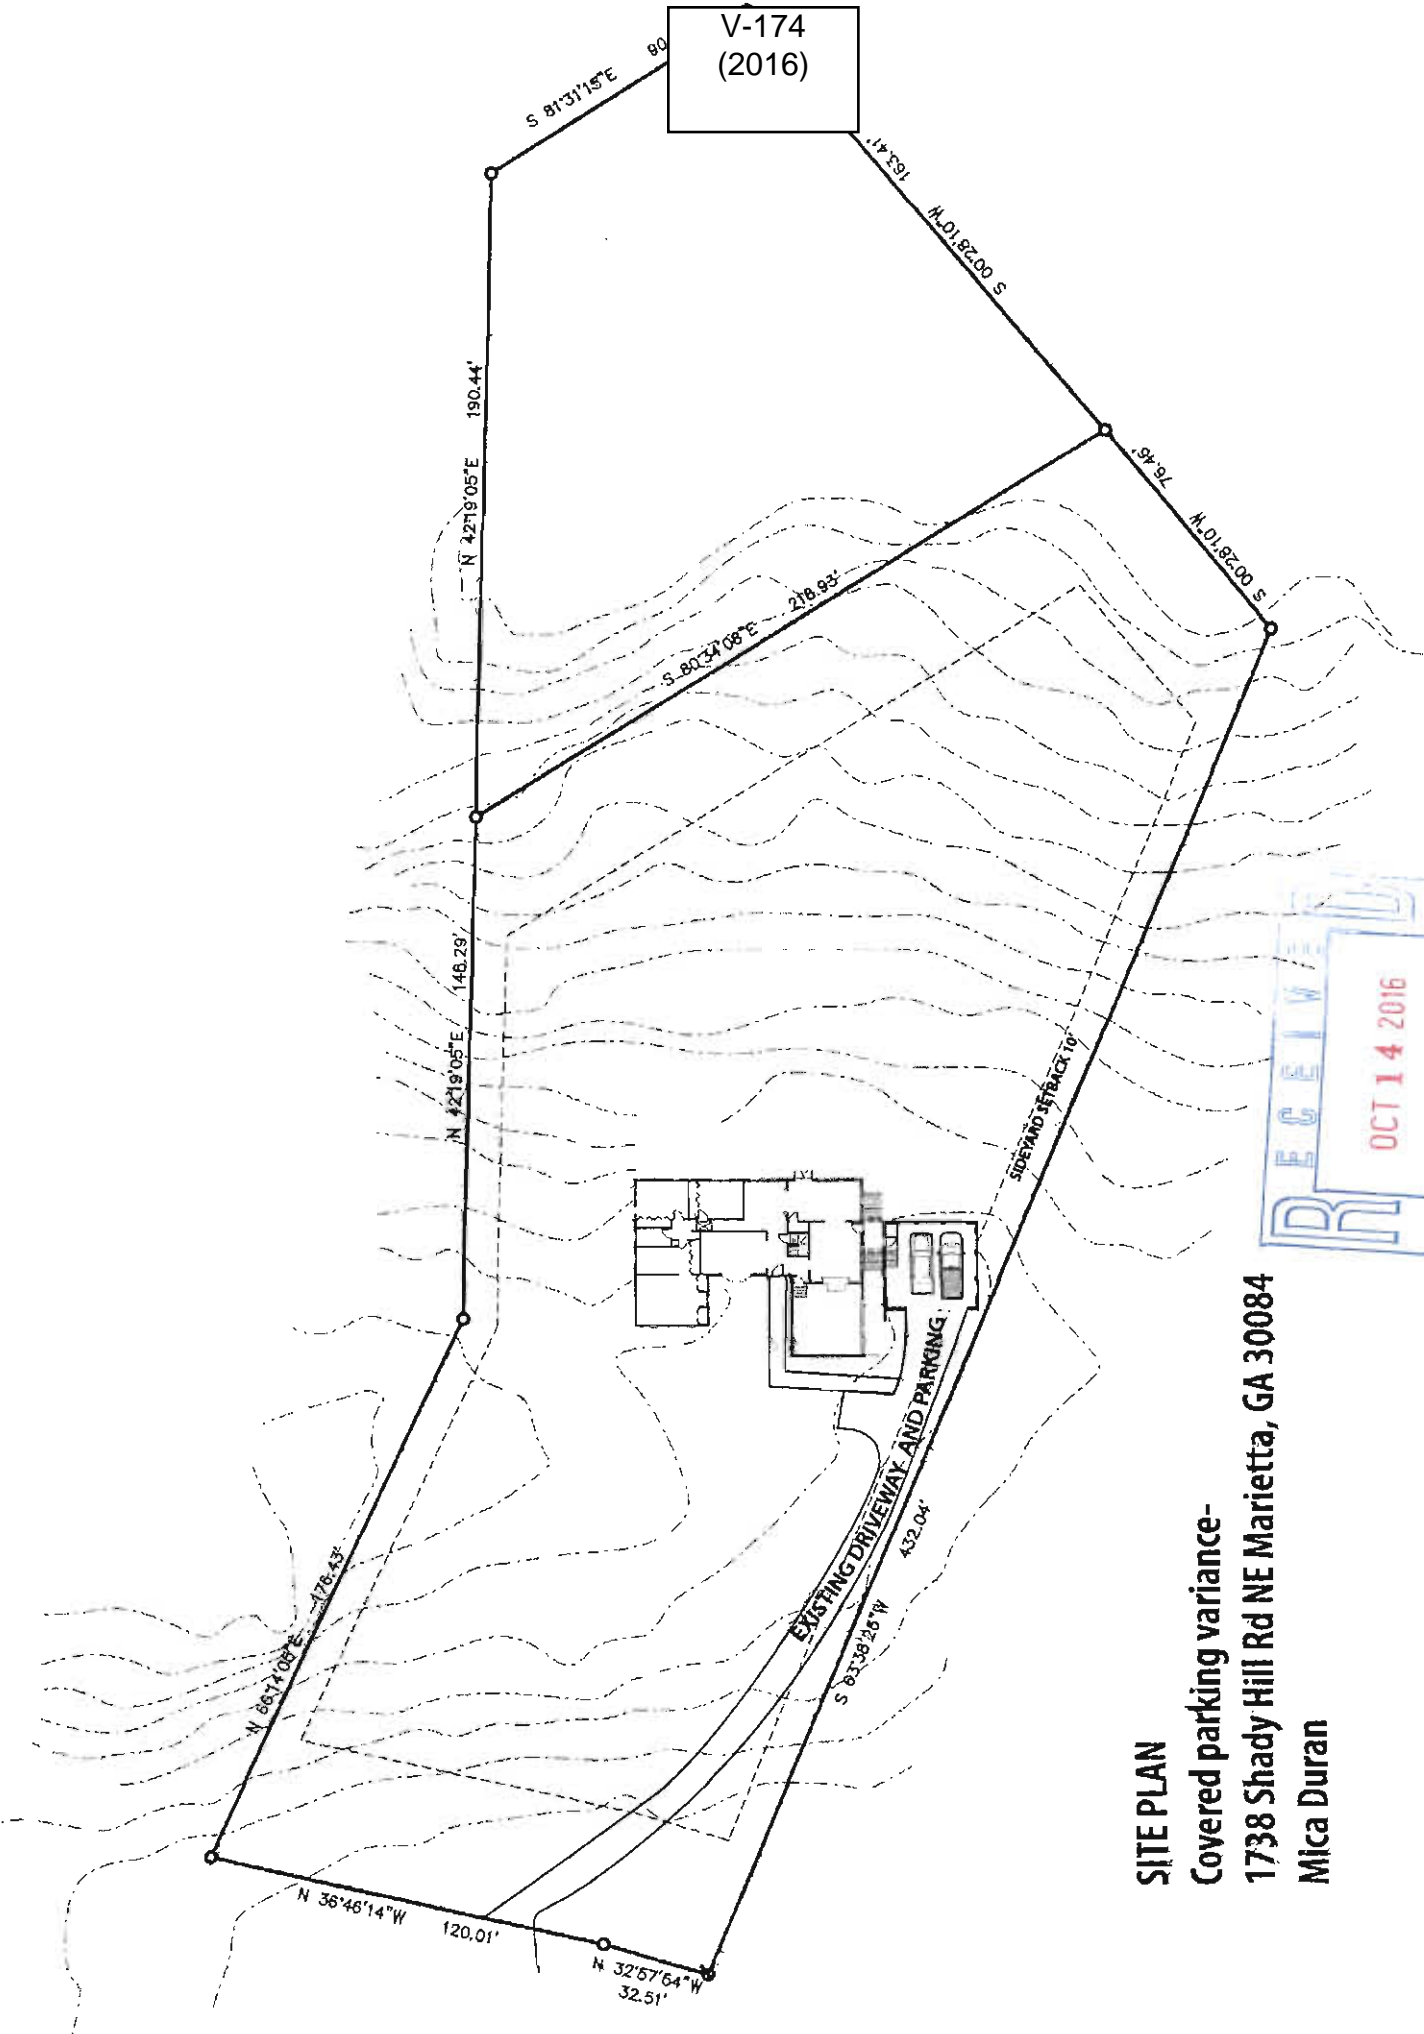 V-174
(2016)
S 81°31'15"E
163.41'
S 00°28'10"W
190.44'
N 42°19'05"E
76.46'
S 00°28'10"W
218.93'
S 80°34'08"E
146.29'
N 42°19'05"E
SIDEYARD SETBACK 10'
RECEIVED
OCT 14 2016
EXISTING DRIVEWAY AND PARKING
432.04'
S 63°38'26"W
176.43'
N 66°14'05"E
N 36°46'14"W
120.01'
N 32°57'54"W
32.51'
SITE PLAN
Covered parking variance-
1738 Shady Hill Rd NE Marietta, GA 30084
Mica Duran